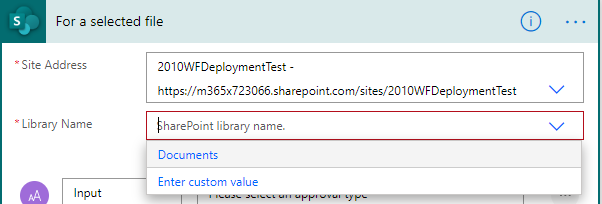 For a selected file
* Site Address
2010WFDeploymentTest -
https://m365x723066.sharepoint.com/sites/2010WFDeploymentTest
* Library Name
SharePoint library name.
Documents
Enter custom value
Input
Please select an approval type